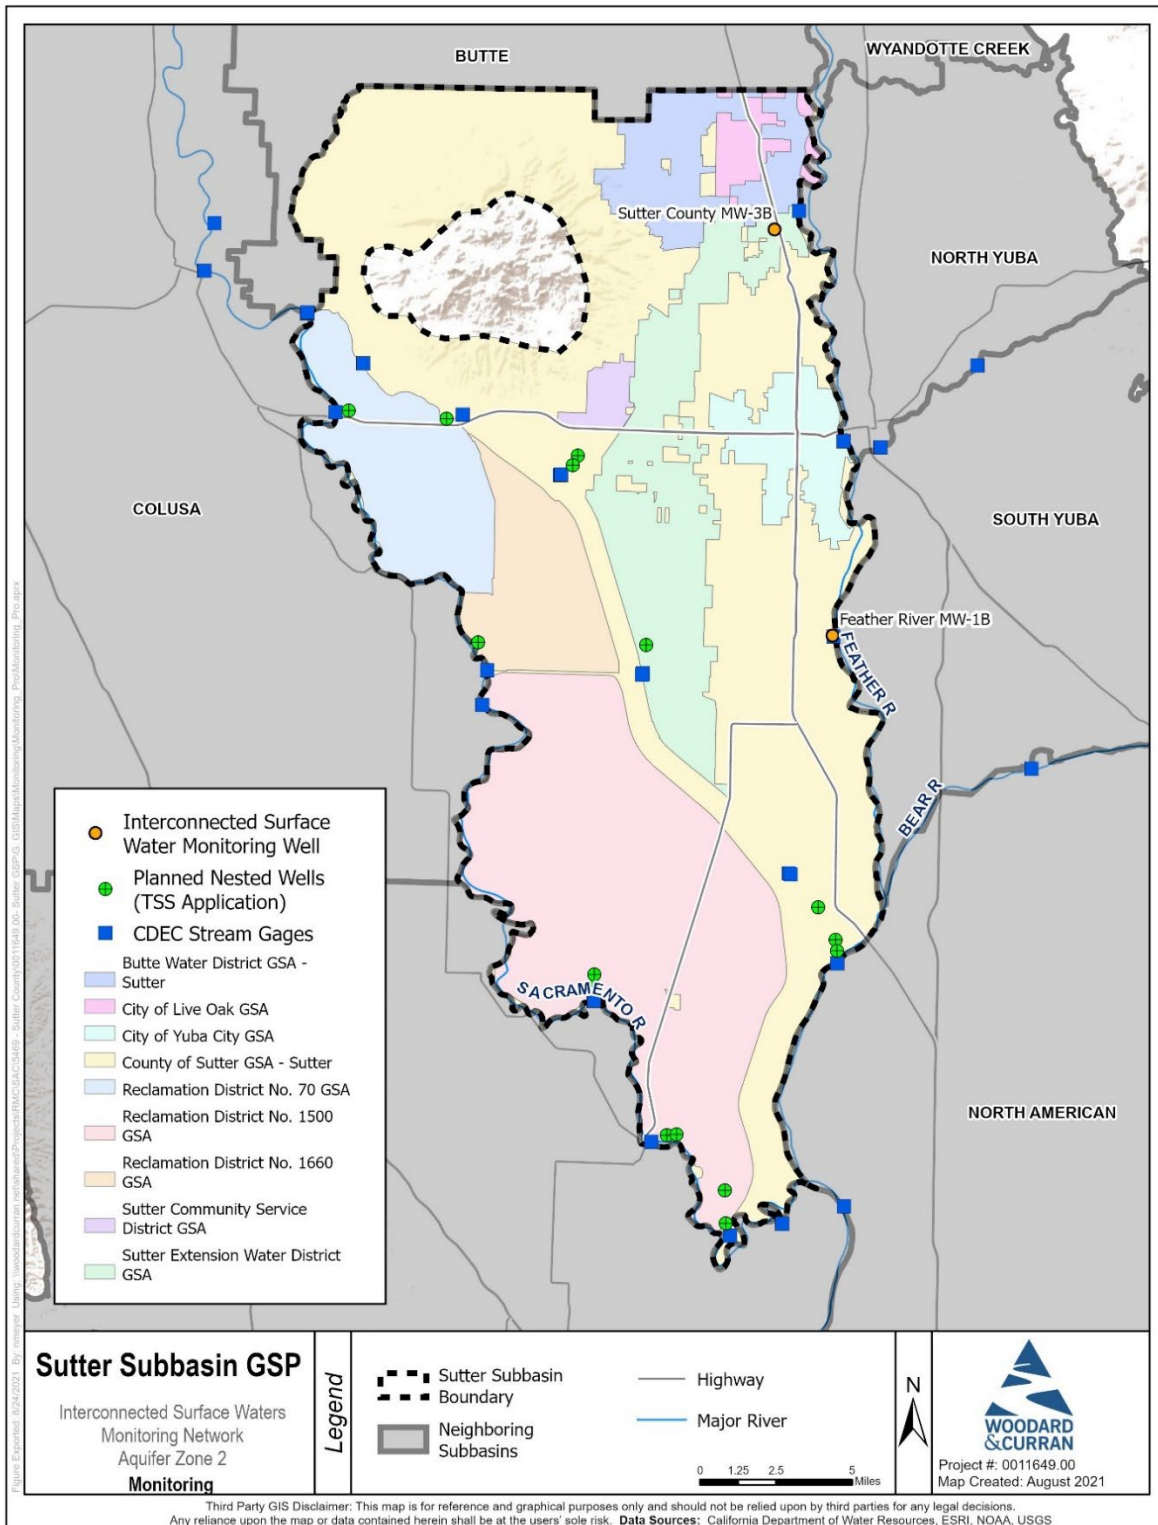 BUTTE
WYANDOTTE CREEK
Sutter County MW-3B
NORTH YUBA
COLUSA
SOUTH YUBA
Feather River MW-1B
FEATHER R
BEAR R
SACRAMENTO R
NORTH AMERICAN
Interconnected Surface
Water Monitoring Well
Planned Nested Wells
(TSS Application)
CDEC Stream Gages
Butte Water District GSA -
Sutter
City of Live Oak GSA
City of Yuba City GSA
County of Sutter GSA - Sutter
Reclamation District No. 70 GSA
Reclamation District No. 1500
GSA
Reclamation District No. 1660
GSA
Sutter Community Service
District GSA
Sutter Extension Water District
GSA
Sutter Subbasin GSP
Interconnected Surface Waters
Monitoring Network
Aquifer Zone 2
Monitoring
Legend
Sutter Subbasin
Boundary
Neighboring
Subbasins
Highway
Major River
0 1.25 2.5 5
Miles
N
WOODARD
&CURRAN
Project #: 0011649.00
Map Created: August 2021
Third Party GIS Disclaimer: This map is for reference and graphical purposes only and should not be relied upon by third parties for any legal decisions.
Any reliance upon the map or data contained herein shall be at the users' sole risk. Data Sources: California Department of Water Resources, ESRI, NOAA, USGS
Figure Exported: 8/24/2021 By: nmeyer Using: